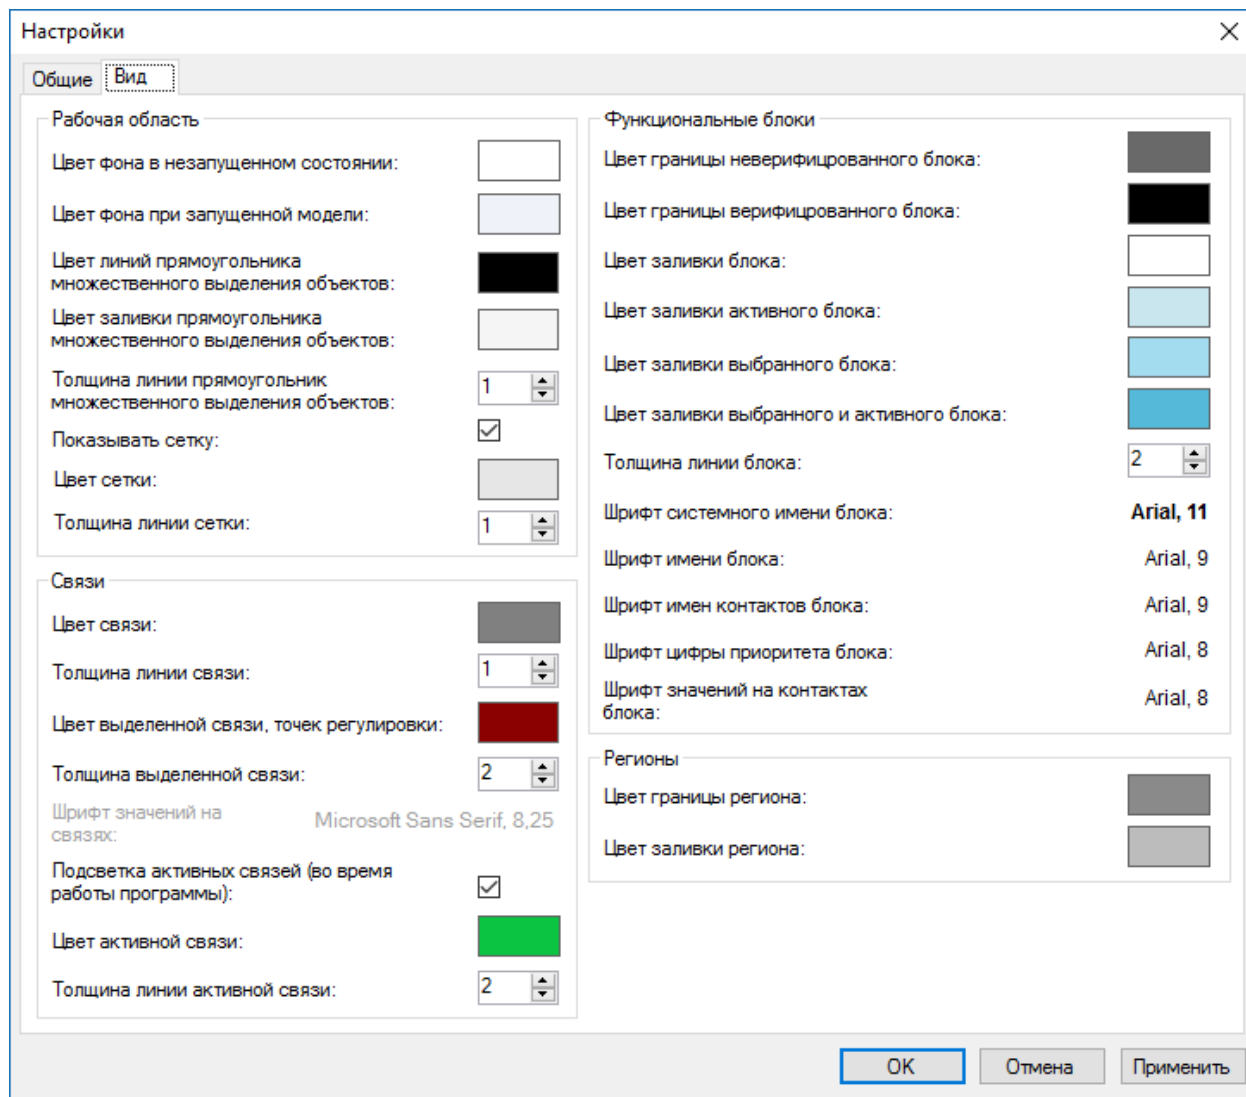 Настройки
Общие
Вид
Рабочая область
Цвет фона в незапущенном состоянии:
Цвет фона при запущенной модели:
Цвет линий прямоугольника
множественного выделения объектов:
Цвет заливки прямоугольника
множественного выделения объектов:
Толщина линии прямоугольник
множественного выделения объектов:
1
Показывать сетку:
Цвет сетки:
Толщина линии сетки:
1
Связи
Цвет связи:
Толщина линии связи:
1
Цвет выделенной связи, точек регулировки:
Толщина выделенной связи:
2
Шрифт значений на
связях:
Microsoft Sans Serif, 8,25
Подсветка активных связей (во время
работы программы):
Цвет активной связи:
Толщина линии активной связи:
2
Функциональные блоки
Цвет границы неверифицрованного блока:
Цвет границы верифицрованного блока:
Цвет заливки блока:
Цвет заливки активного блока:
Цвет заливки выбранного блока:
Цвет заливки выбранного и активного блока:
Толщина линии блока:
2
Шрифт системного имени блока:
Arial, 11
Шрифт имени блока:
Arial, 9
Шрифт имен контактов блока:
Arial, 9
Шрифт цифры приоритета блока:
Arial, 8
Шрифт значений на контактах
блока:
Arial, 8
Регионы
Цвет границы региона:
Цвет заливки региона:
OK
Отмена
Применить